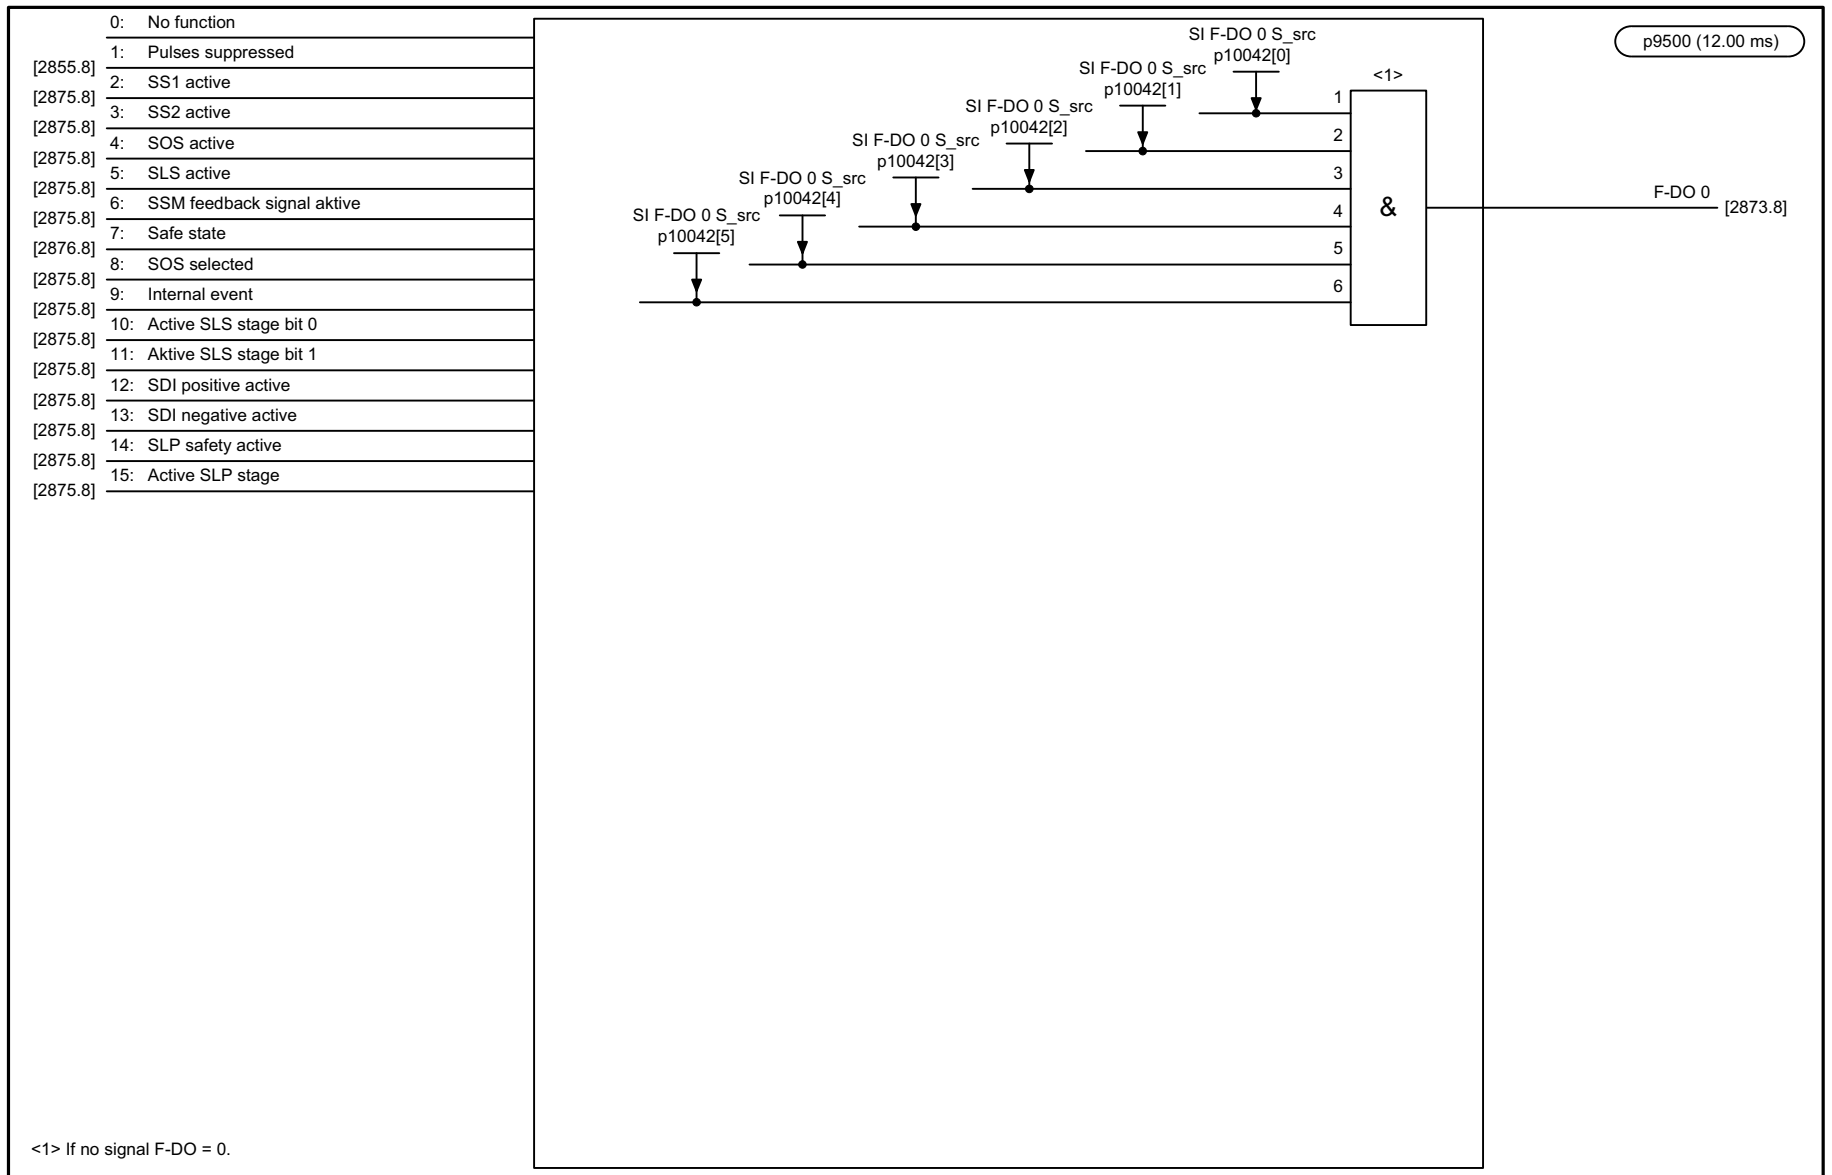 0: No function
1: Pulses suppressed
[2855.8]
2: SS1 active
[2875.8]
3: SS2 active
[2875.8]
4: SOS active
[2875.8]
5: SLS active
[2875.8]
6: SSM feedback signal aktive
[2875.8]
7: Safe state
[2876.8]
8: SOS selected
[2875.8]
9: Internal event
[2875.8]
10: Active SLS stage bit 0
[2875.8]
11: Aktive SLS stage bit 1
[2875.8]
12: SDI positive active
[2875.8]
13: SDI negative active
[2875.8]
14: SLP safety active
[2875.8]
15: Active SLP stage
[2875.8]
SI F-DO 0 S_src
p10042[0]
SI F-DO 0 S_src
p10042[1]
SI F-DO 0 S_src
p10042[2]
SI F-DO 0 S_src
p10042[3]
SI F-DO 0 S_src
p10042[4]
SI F-DO 0 S_src
p10042[5]
<1>
1
2
3
4
5
6
&
p9500 (12.00 ms)
F-DO 0 [2873.8]
<1> If no signal F-DO = 0.